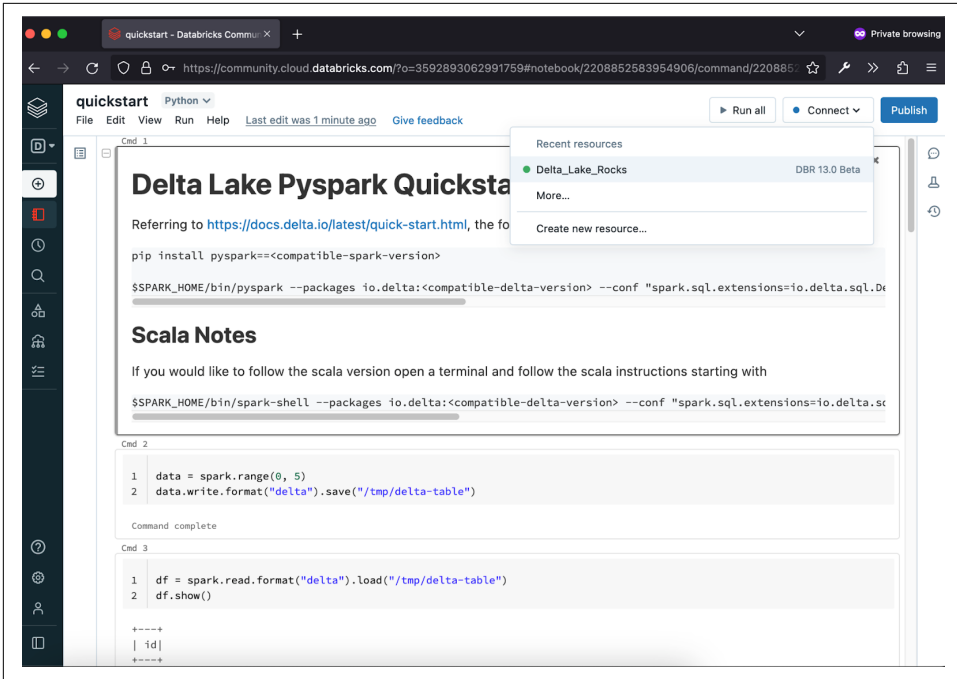 quickstart - Databricks Commun
Private browsing
https://community.cloud.databricks.com/?o=3592893062991759#notebook/2208852583954906/command/220885
quickstart Python
File Edit View Run Help Last edit was 1 minute ago Give feedback
Run all
Connect
Publish
Recent resources
Delta_Lake_Rocks DBR 13.0 Beta
More...
Create new resource...
D
Cmd 1
Delta Lake Pyspark Quicksta
Referring to https://docs.delta.io/latest/quick-start.html, the fo
pip install pyspark==<compatible-spark-version>
$SPARK_HOME/bin/pyspark --packages io.delta:<compatible-delta-version> --conf "spark.sql.extensions=io.delta.sql.De
Scala Notes
If you would like to follow the scala version open a terminal and follow the scala instructions starting with
$SPARK_HOME/bin/spark-shell --packages io.delta:<compatible-delta-version> --conf "spark.sql.extensions=io.delta.sq
Cmd 2
1 data = spark.range(0, 5)
2 data.write.format("delta").save("/tmp/delta-table")
Command complete
Cmd 3
1 df = spark.read.format("delta").load("/tmp/delta-table")
2 df.show()
+---+
| id|
+---+